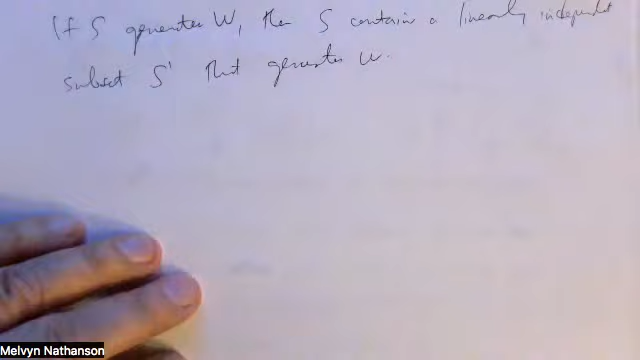 If S generates W, then S contains a linearly independent
subset S' that generates W.
Melvyn Nathanson